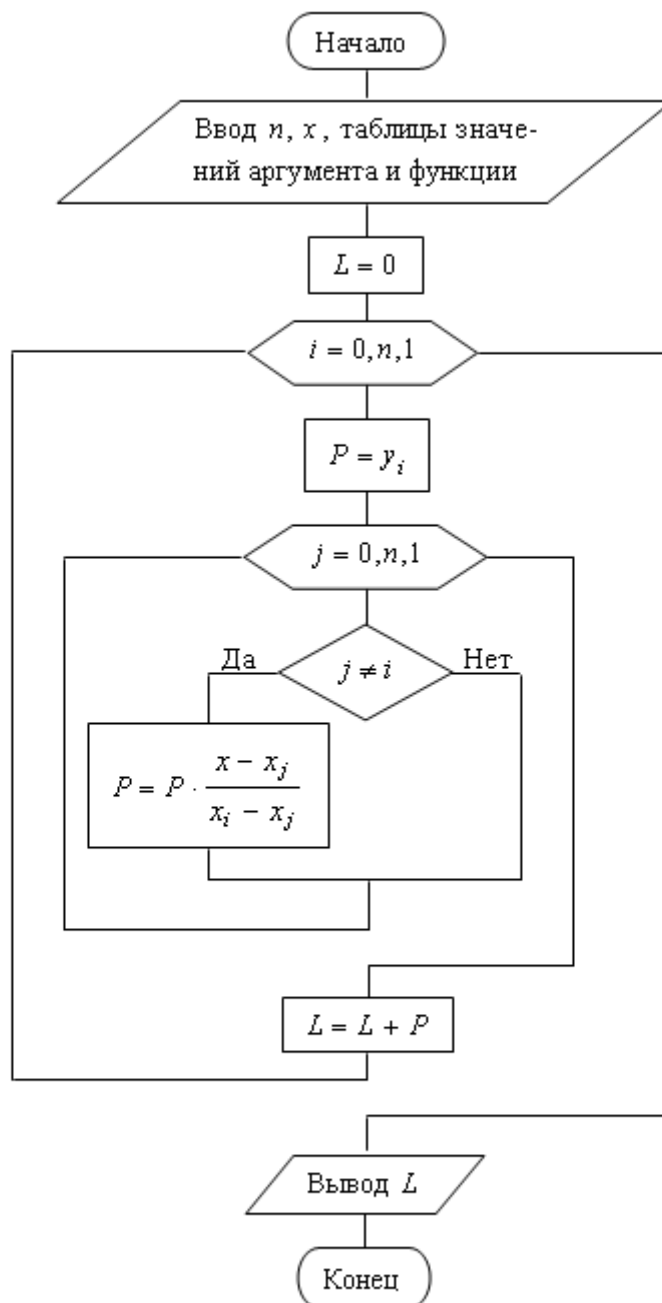 Начало
Ввод n, x, таблицы значе-
ний аргумента и функции
L = 0
i = 0,n,1
P = y_i
j = 0,n,1
Да
j ≠ i
Нет
P = P · (x − x_j) / (x_i − x_j)
L = L + P
Вывод L
Конец